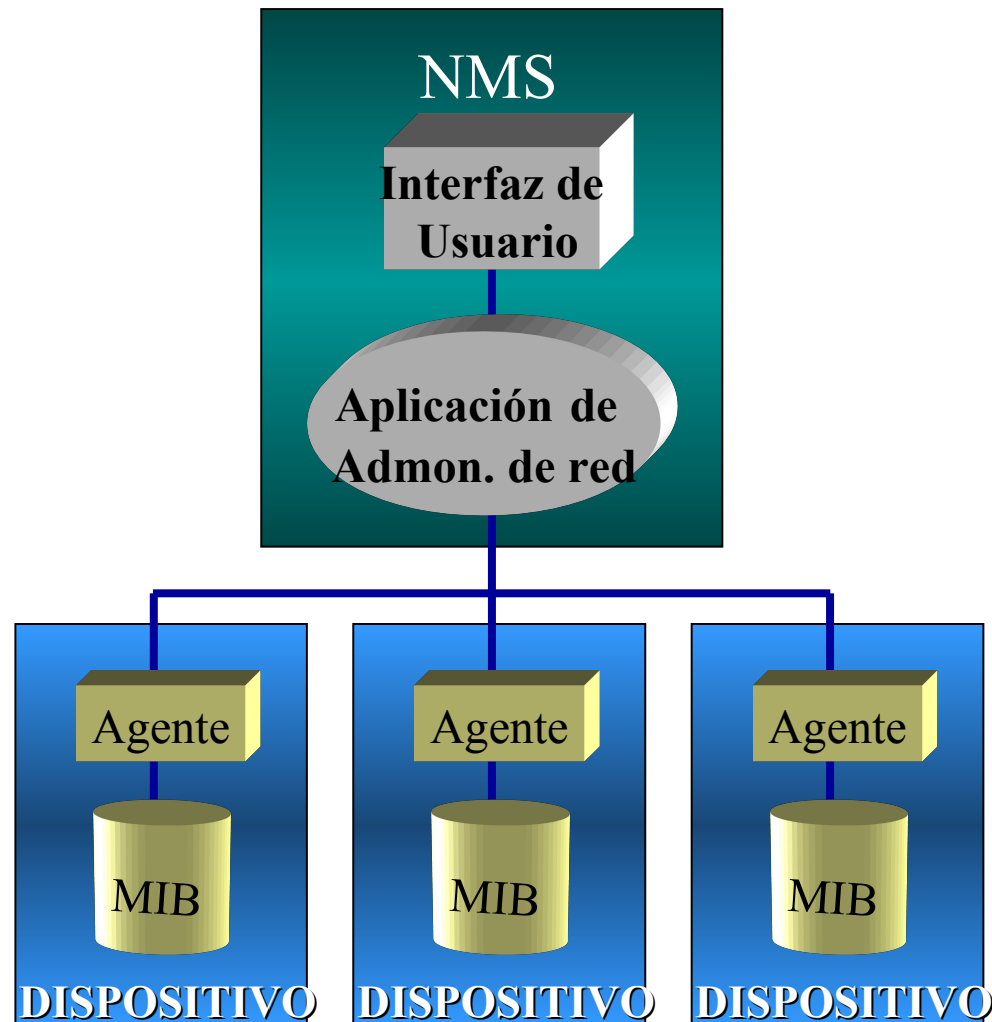 NMS
Interfaz de
Usuario
Aplicación de
Admon. de red
Agente
Agente
Agente
MIB
MIB
MIB
DISPOSITIVO
DISPOSITIVO
DISPOSITIVO